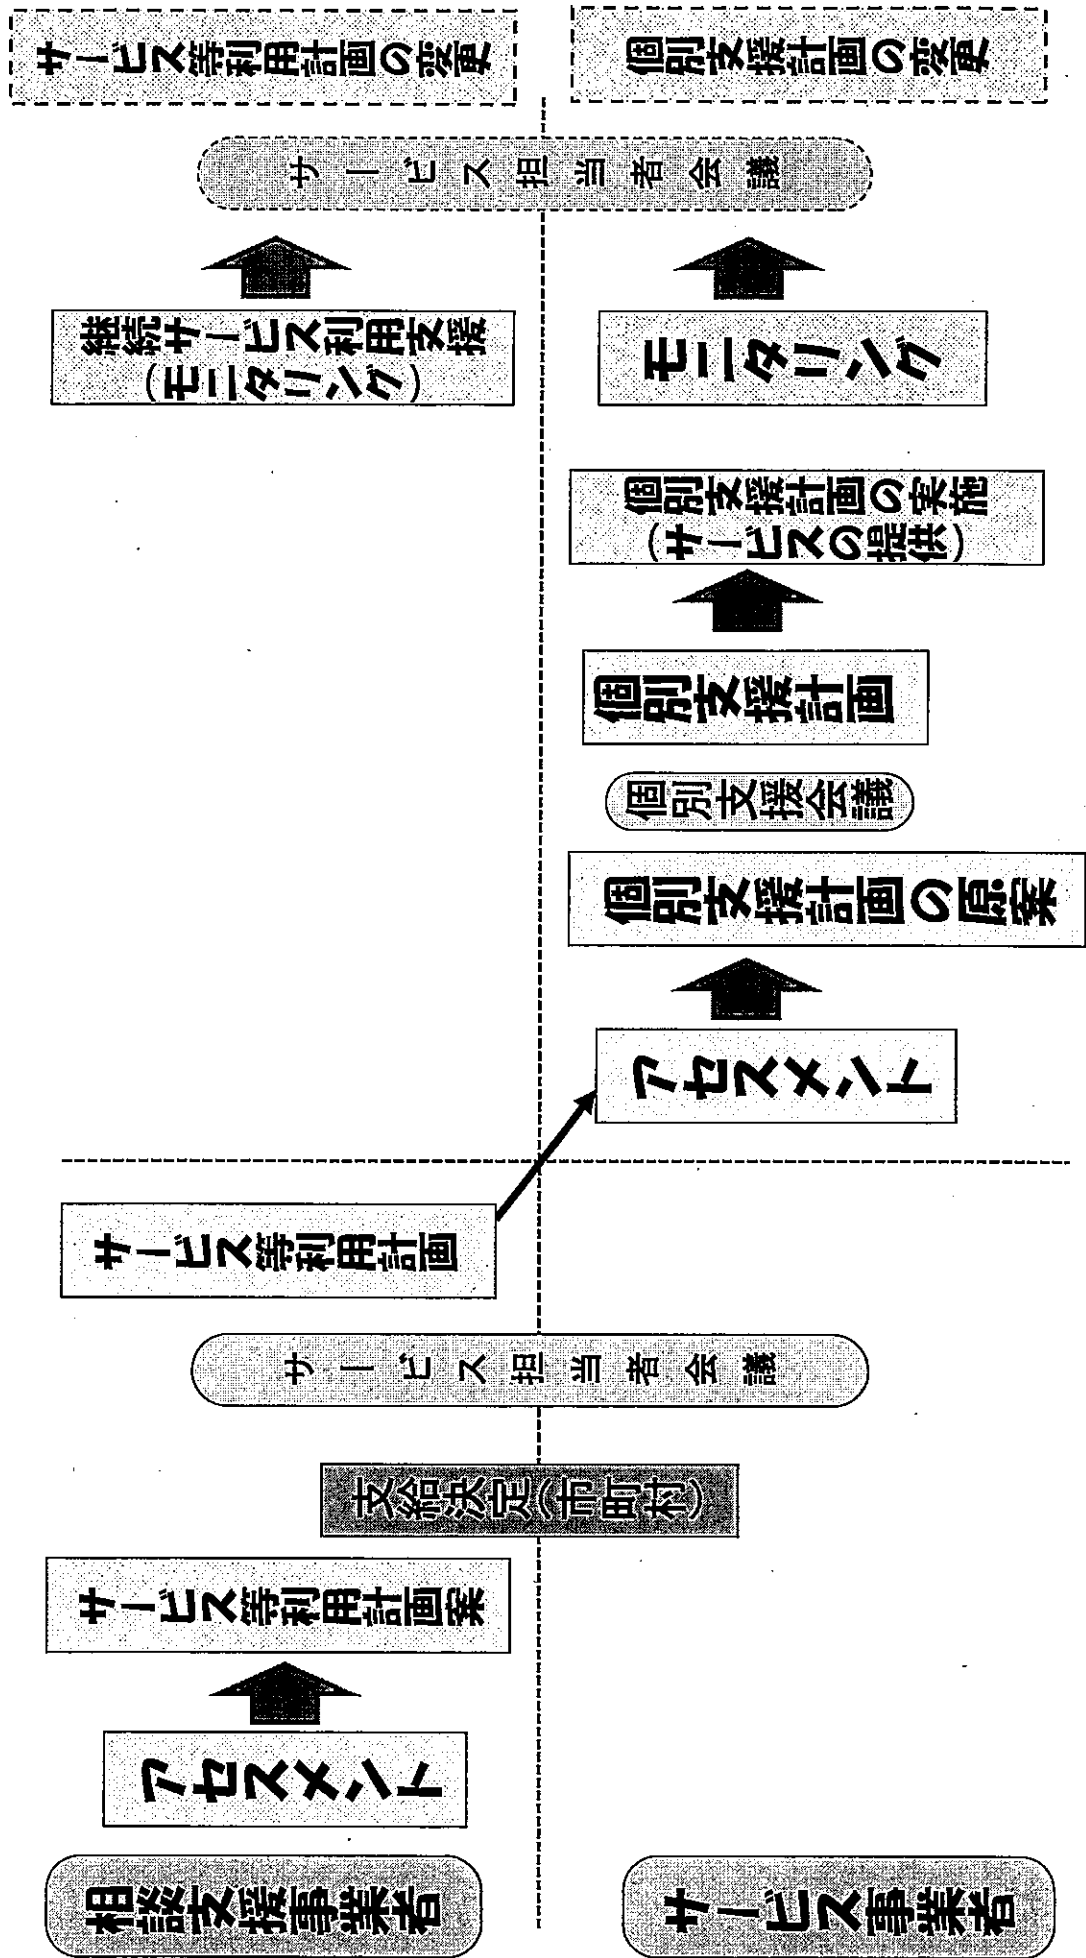 相談支援事業者
アセスメント
サービス等利用計画案
支給決定(市町村)
サービス担当者会議
サービス等利用計画
継続サービス利用支援
(モニタリング)
サービス担当者会議
サービス等利用計画の変更
サービス事業者
アセスメント
個別支援計画の原案
個別支援会議
個別支援計画
個別支援計画の実施
(サービスの提供)
モニタリング
個別支援計画の変更